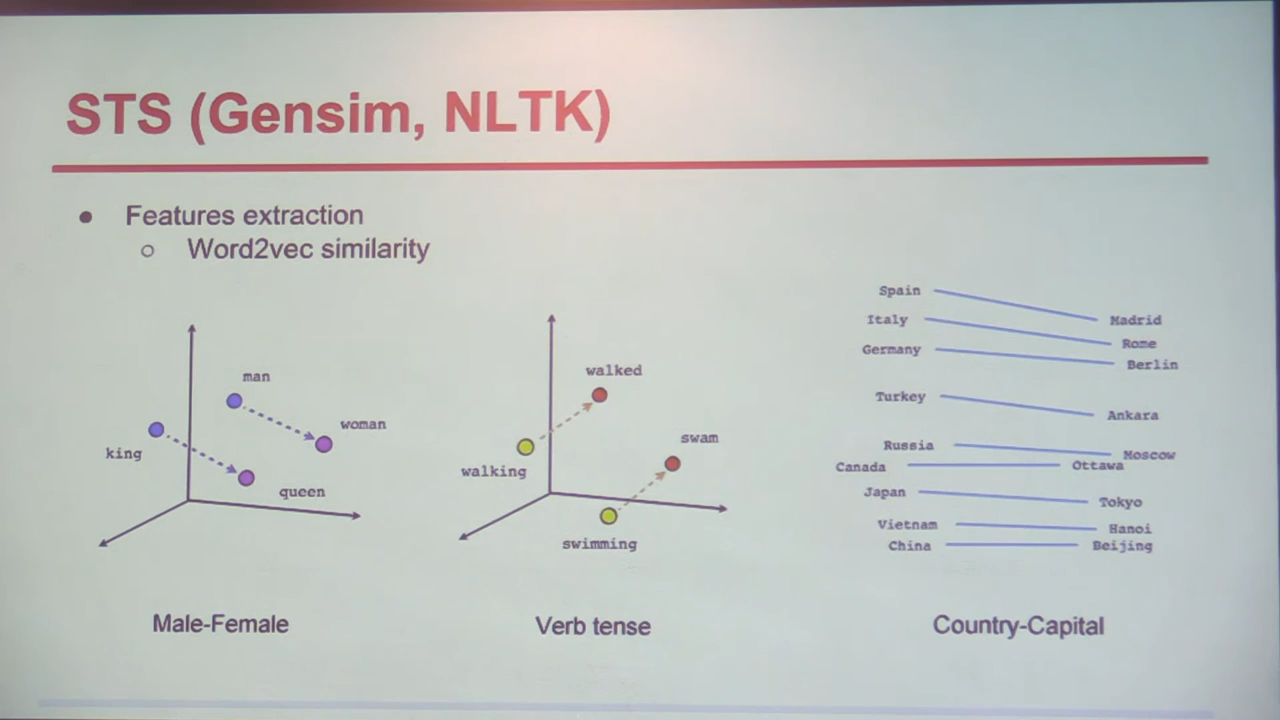 STS (Gensim, NLTK)
Features extraction
Word2vec similarity
man
woman
king
queen
Male-Female
walked
swam
walking
swimming
Verb tense
Spain Madrid
Italy Rome
Germany Berlin
Turkey Ankara
Russia Moscow
Canada Ottawa
Japan Tokyo
Vietnam Hanoi
China Beijing
Country-Capital